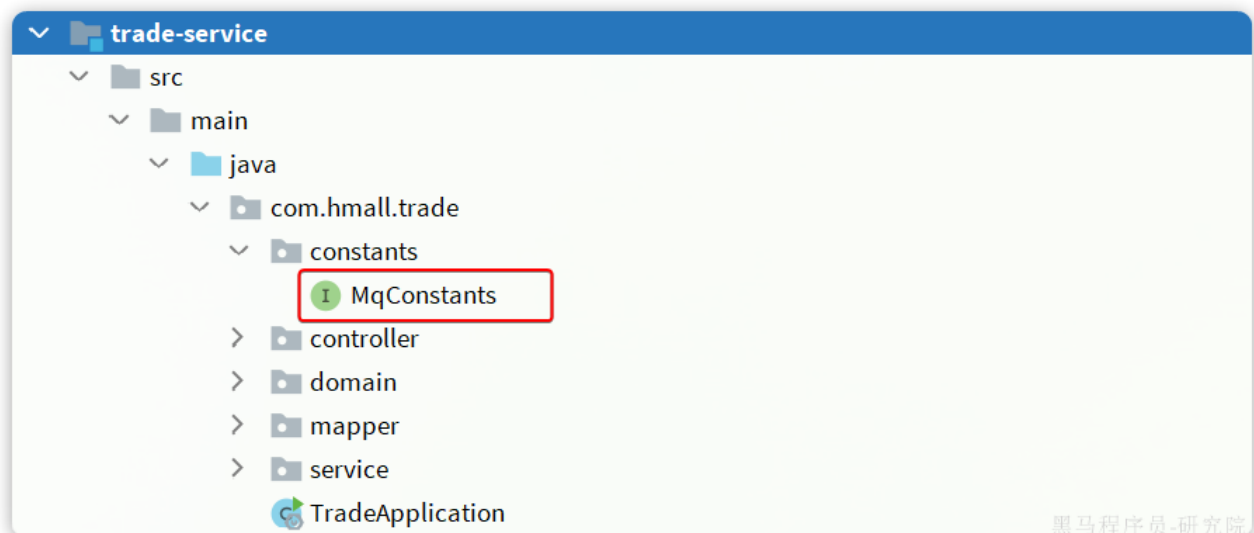 trade-service
src
main
java
com.hmall.trade
constants
I MqConstants
controller
domain
mapper
service
TradeApplication
黑马程序员-研究院